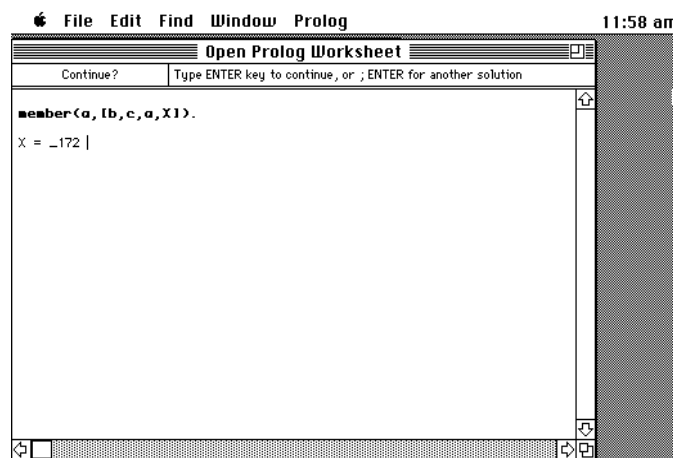 File Edit Find Window Prolog 11:58 am
Open Prolog Worksheet
Continue? Type ENTER key to continue, or ; ENTER for another solution
member(a,[b,c,a,X]).
X = _172